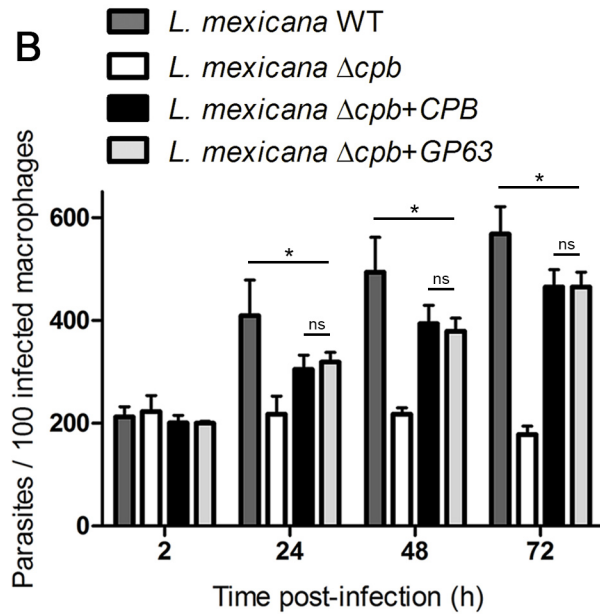 B
L. mexicana WT
L. mexicana Δcpb
L. mexicana Δcpb+CPB
L. mexicana Δcpb+GP63
Parasites / 100 infected macrophages
600
400
200
0
*
ns
*
ns
*
ns
2 24 48 72
Time post-infection (h)